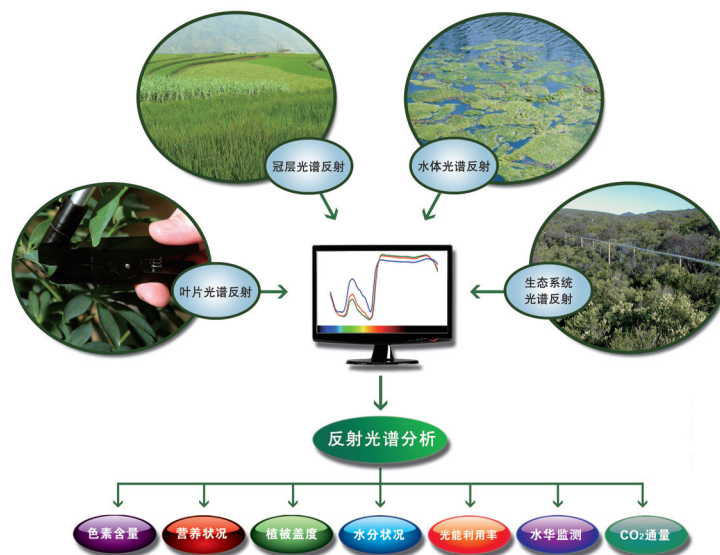 冠层光谱反射
水体光谱反射
叶片光谱反射
生态系统
光谱反射
反射光谱分析
色素含量
营养状况
植被盖度
水分状况
光能利用率
水华监测
CO₂通量